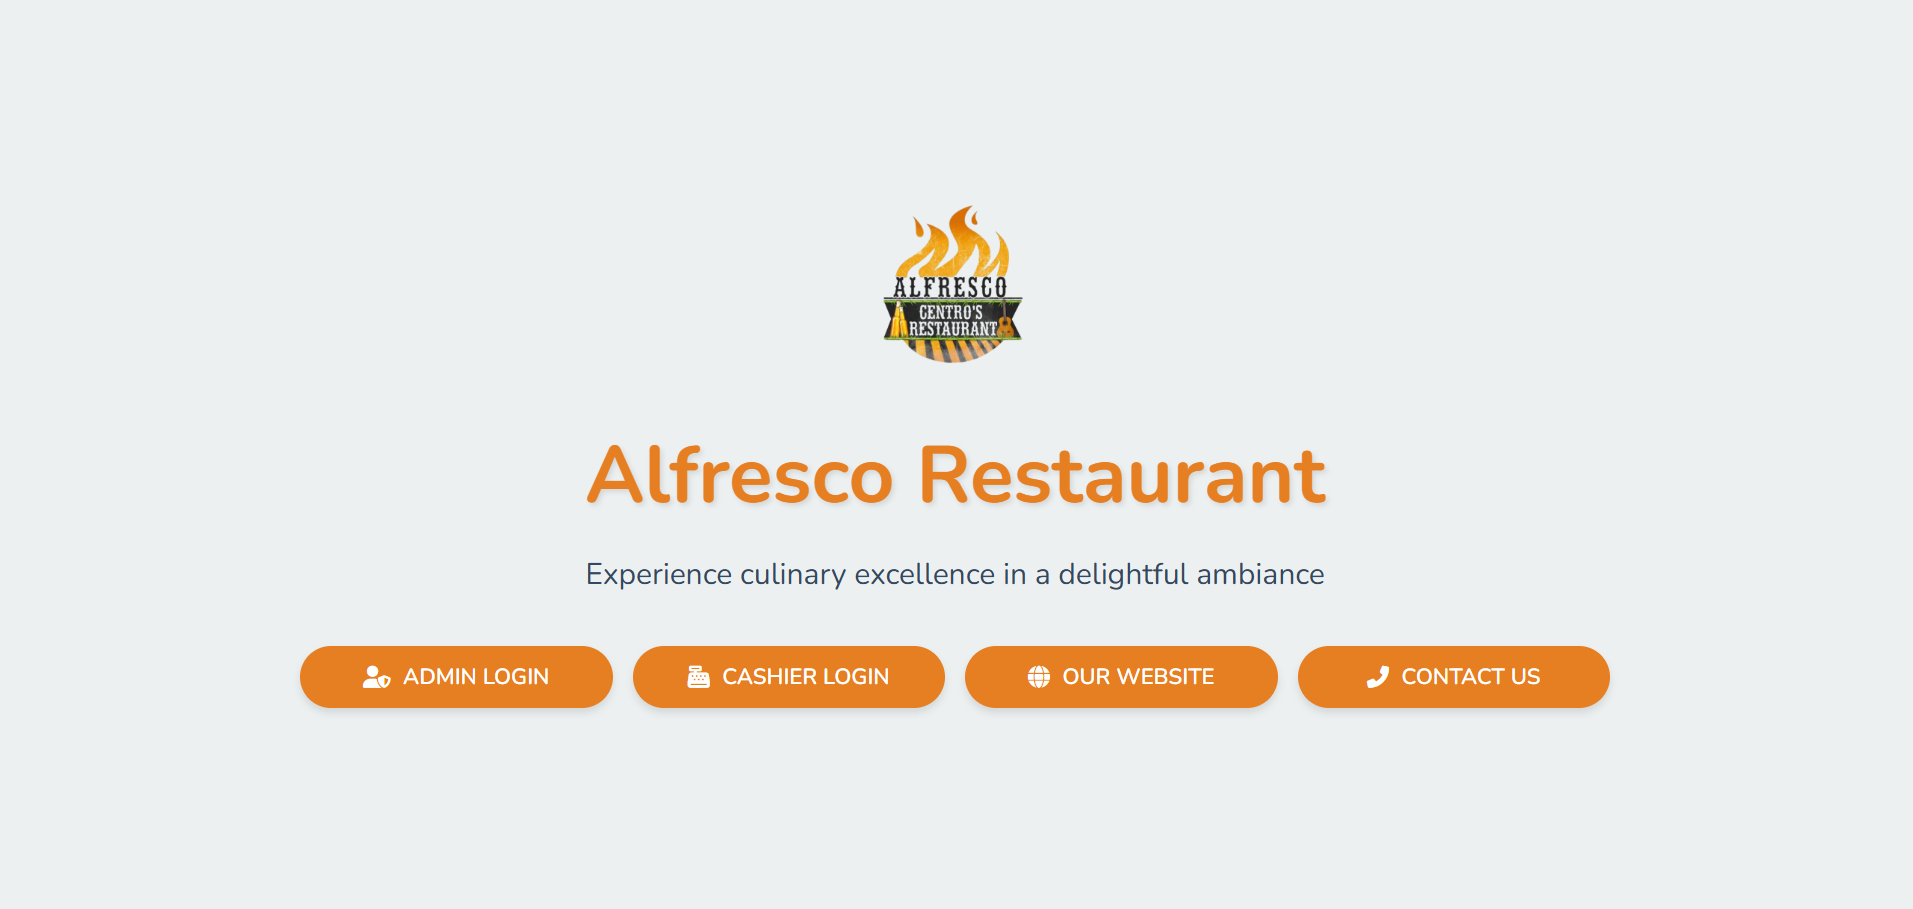 ALFRESCO
CENTRO'S
RESTAURANT
Alfresco Restaurant
Experience culinary excellence in a delightful ambiance
ADMIN LOGIN
CASHIER LOGIN
OUR WEBSITE
CONTACT US